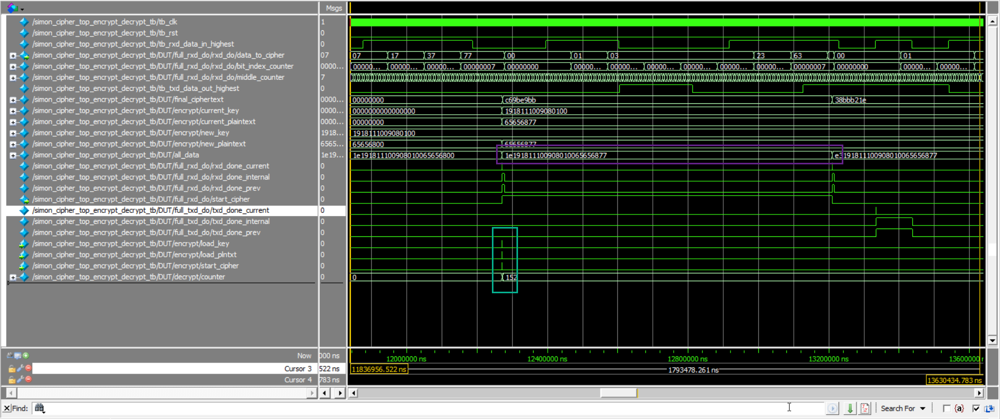 Msgs
/simon_cipher_top_encrypt_decrypt_tb/tb_clk 1
/simon_cipher_top_encrypt_decrypt_tb/tb_rst 0
/simon_cipher_top_encrypt_decrypt_tb/tb_rxd_data_in_highest 0
/simon_cipher_top_encrypt_decrypt_tb/DUT/full_rxd_do/rxd_do/data_to_cipher 07 07 17 37 77 00 01 03 23 63 00 01
/simon_cipher_top_encrypt_decrypt_tb/DUT/full_rxd_do/rxd_do/bit_index_counter 0000... 00000... 00000... 00000... 00000007 00000000 00000... 00000... 00000... 00000... 00000... 00000... 00000007 00000000 00000... 00000...
/simon_cipher_top_encrypt_decrypt_tb/DUT/full_rxd_do/rxd_do/middle_counter 7
/simon_cipher_top_encrypt_decrypt_tb/tb_txd_data_out_highest 0
/simon_cipher_top_encrypt_decrypt_tb/DUT/final_ciphertext 0000... 00000000 c69be9bb 38bbb21e
/simon_cipher_top_encrypt_decrypt_tb/DUT/encrypt/current_key 0000... 0000000000000000 1918111009080100
/simon_cipher_top_encrypt_decrypt_tb/DUT/encrypt/current_plaintext 0000... 00000000 65656877
/simon_cipher_top_encrypt_decrypt_tb/DUT/encrypt/new_key 1918... 1918111009080100
/simon_cipher_top_encrypt_decrypt_tb/DUT/encrypt/new_plaintext 6565... 65656800 65656877
/simon_cipher_top_encrypt_decrypt_tb/DUT/all_data 1e19... 1e191811100908010065656800 1e191811100908010065656877 e3191811100908010065656877
/simon_cipher_top_encrypt_decrypt_tb/DUT/full_rxd_do/rxd_done_current 0
/simon_cipher_top_encrypt_decrypt_tb/DUT/full_rxd_do/rxd_done_internal 0
/simon_cipher_top_encrypt_decrypt_tb/DUT/full_rxd_do/rxd_done_prev 0
/simon_cipher_top_encrypt_decrypt_tb/DUT/full_rxd_do/start_cipher 0
/simon_cipher_top_encrypt_decrypt_tb/DUT/full_txd_do/txd_done_current 0
/simon_cipher_top_encrypt_decrypt_tb/DUT/full_txd_do/txd_done_internal 0
/simon_cipher_top_encrypt_decrypt_tb/DUT/full_txd_do/txd_done_prev 0
/simon_cipher_top_encrypt_decrypt_tb/DUT/encrypt/load_key 0
/simon_cipher_top_encrypt_decrypt_tb/DUT/encrypt/load_plntxt 0
/simon_cipher_top_encrypt_decrypt_tb/DUT/encrypt/start_cipher 0
/simon_cipher_top_encrypt_decrypt_tb/DUT/decrypt/counter 0 0 152
Now 000 ns 12000000 ns 12400000 ns 12800000 ns 13200000 ns 13600000
Cursor 3 522 ns 11836956.522 ns 1793478.261 ns
Cursor 4 783 ns 13630434.783 ns
Find: Search For {a}